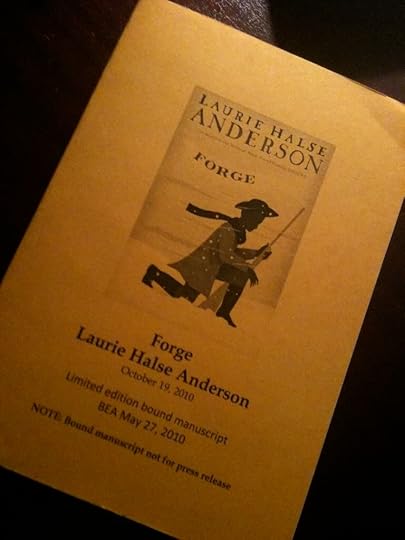 LAURIE HALSE
ANDERSON
FORGE
Forge
Laurie Halse Anderson
October 19, 2010
Limited edition bound manuscript
BEA May 27, 2010
NOTE: Bound manuscript not for press release